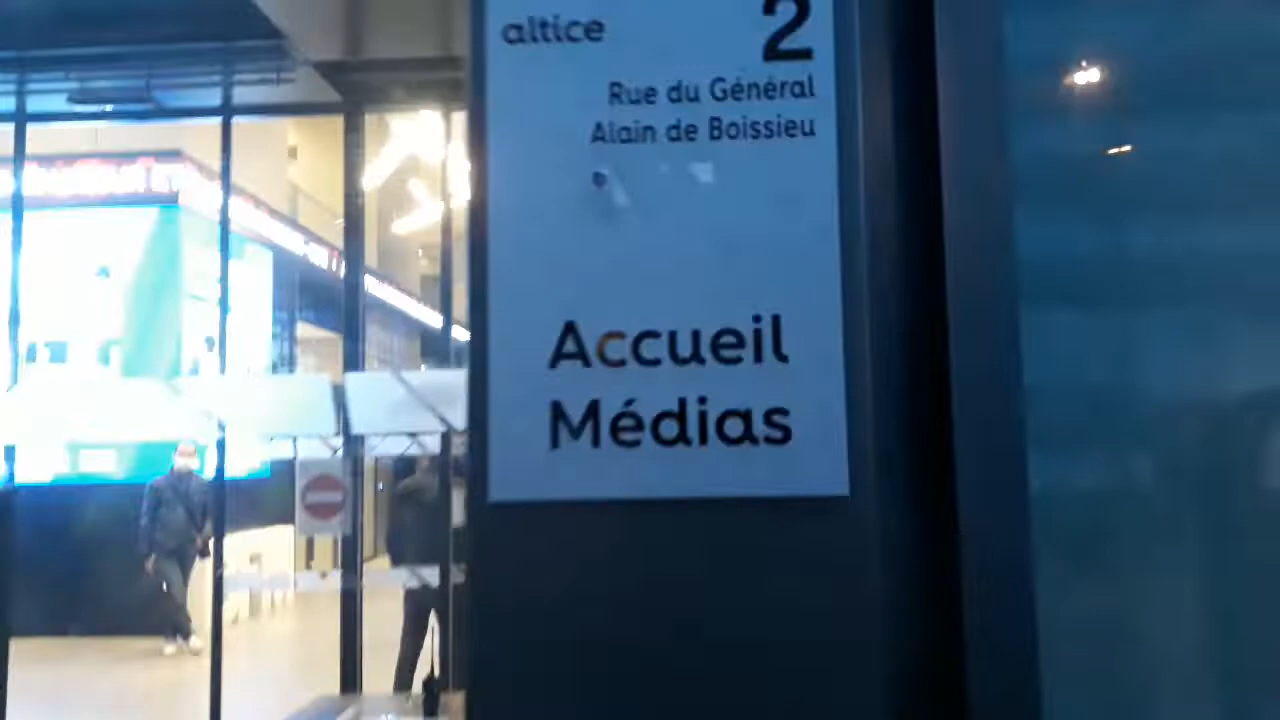 altice
2
Rue du Général
Alain de Boissieu
Accueil
Médias